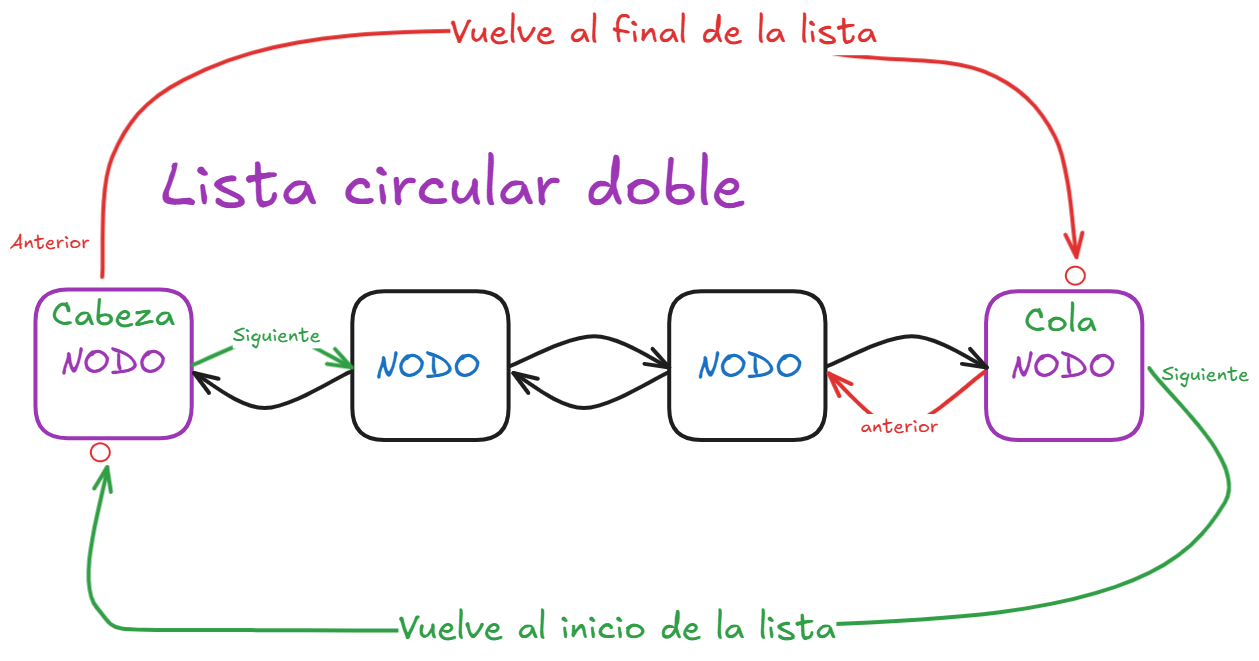 Vuelve al final de la lista
Lista circular doble
Anterior
Cabeza
NODO
Siguiente
NODO
NODO
anterior
Cola
NODO
Siguiente
Vuelve al inicio de la lista